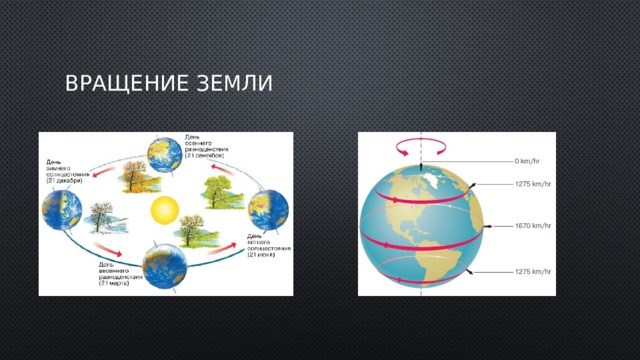 ВРАЩЕНИЕ ЗЕМЛИ
День
осеннего
равноденствия
(21 сентября)
День
зимнего
солнцестояния
(21 декабря)
День
летнего
солнцестояния
(21 июня)
День
весеннего
равноденствия
(21 марта)
0 km/hr
1275 km/hr
1670 km/hr
1275 km/hr